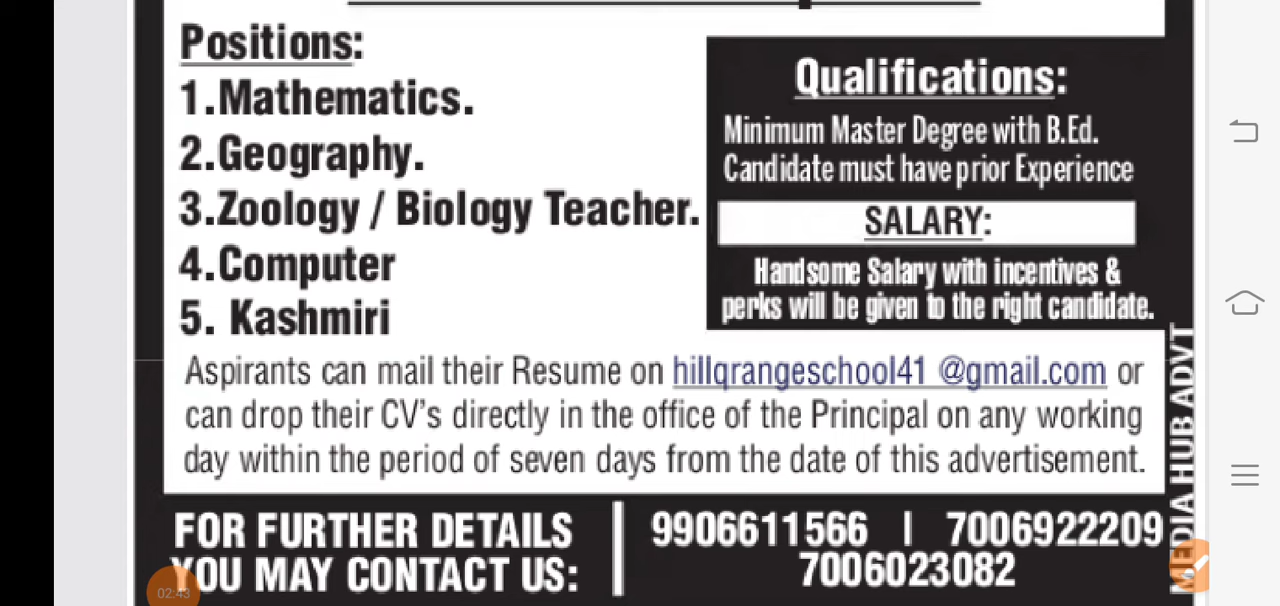 Positions:
1.Mathematics.
2.Geography.
3.Zoology / Biology Teacher.
4.Computer
5. Kashmiri
Qualifications:
Minimum Master Degree with B.Ed.
Candidate must have prior Experience
SALARY:
Handsome Salary with incentives &
perks will be given to the right candidate.
Aspirants can mail their Resume on hillqrangeschool41 @gmail.com or
can drop their CV's directly in the office of the Principal on any working
day within the period of seven days from the date of this advertisement.
FOR FURTHER DETAILS
YOU MAY CONTACT US:
9906611566 | 7006922209
7006023082
MEDIA HUB ADVT
02:43